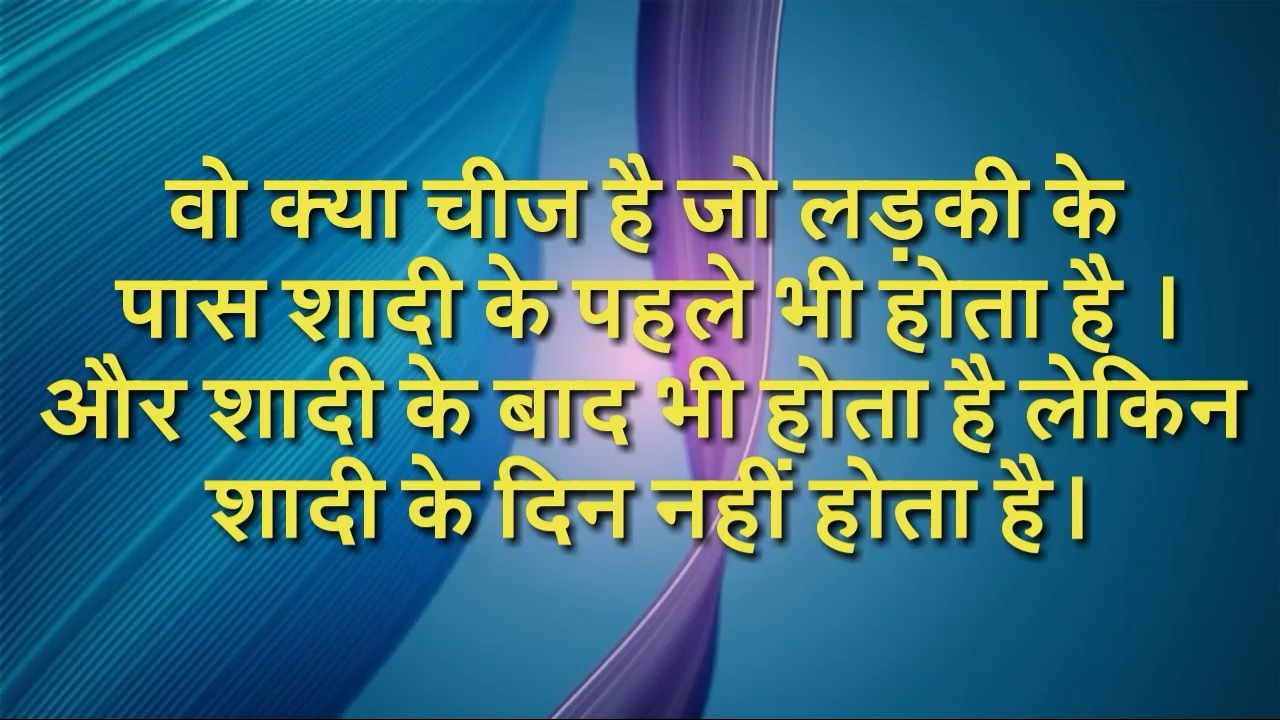 वो क्या चीज है जो लड़की के
पास शादी के पहले भी होता है ।
और शादी के बाद भी होता है लेकिन
शादी के दिन नहीं होता है।